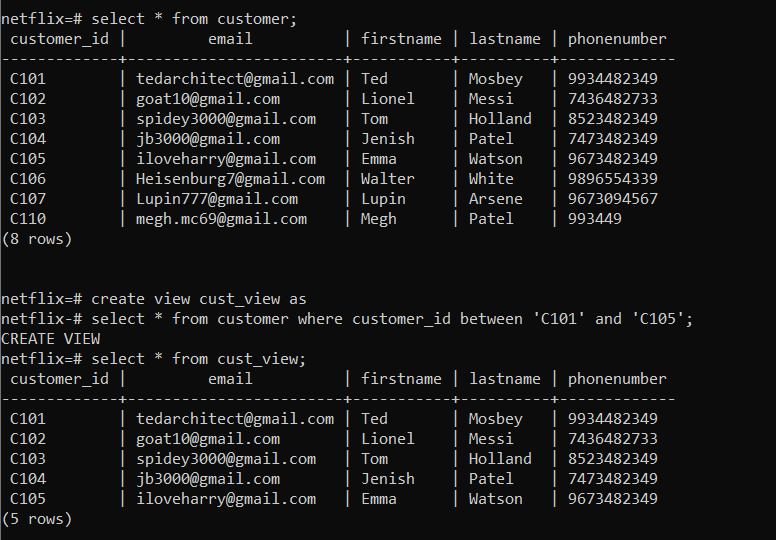 netflix=# select * from customer;
 customer_id |         email          | firstname | lastname | phonenumber
-------------+------------------------+-----------+----------+-------------
 C101        | tedarchitect@gmail.com | Ted       | Mosbey   | 9934482349
 C102        | goat10@gmail.com       | Lionel    | Messi    | 7436482733
 C103        | spidey3000@gmail.com   | Tom       | Holland  | 8523482349
 C104        | jb3000@gmail.com       | Jenish    | Patel    | 7473482349
 C105        | iloveharry@gmail.com   | Emma      | Watson   | 9673482349
 C106        | Heisenburg7@gmail.com  | Walter    | White    | 9896554339
 C107        | Lupin777@gmail.com     | Lupin     | Arsene   | 9673094567
 C110        | megh.mc69@gmail.com    | Megh      | Patel    | 993449
(8 rows)
netflix=# create view cust_view as
netflix-# select * from customer where customer_id between 'C101' and 'C105';
CREATE VIEW
netflix=# select * from cust_view;
 customer_id |         email          | firstname | lastname | phonenumber
-------------+------------------------+-----------+----------+-------------
 C101        | tedarchitect@gmail.com | Ted       | Mosbey   | 9934482349
 C102        | goat10@gmail.com       | Lionel    | Messi    | 7436482733
 C103        | spidey3000@gmail.com   | Tom       | Holland  | 8523482349
 C104        | jb3000@gmail.com       | Jenish    | Patel    | 7473482349
 C105        | iloveharry@gmail.com   | Emma      | Watson   | 9673482349
(5 rows)